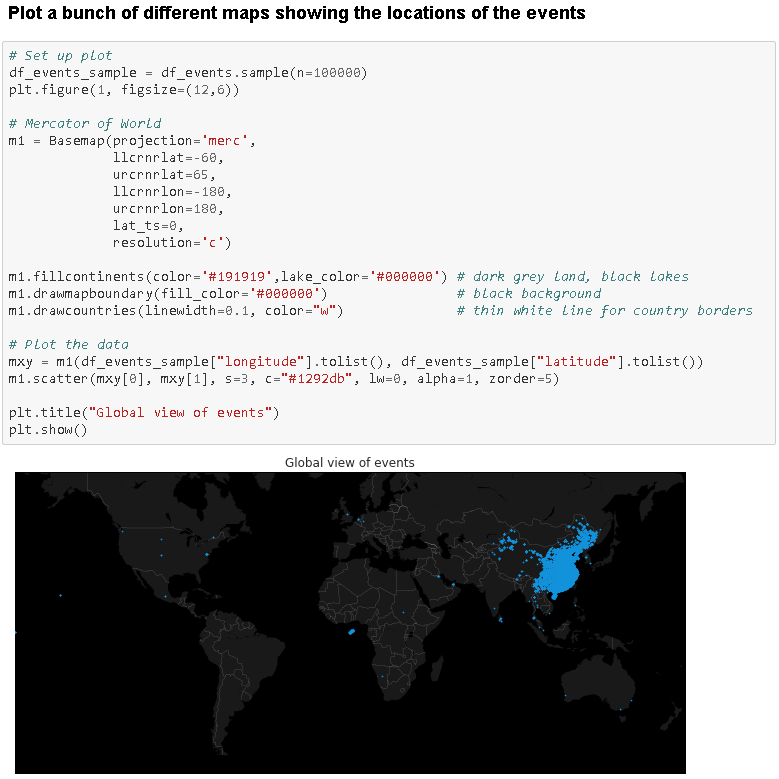 Plot a bunch of different maps showing the locations of the events
# Set up plot
df_events_sample = df_events.sample(n=100000)
plt.figure(1, figsize=(12,6))
# Mercator of World
m1 = Basemap(projection='merc',
llcrnrlat=-60,
urcrnrlat=65,
llcrnrlon=-180,
urcrnrlon=180,
lat_ts=0,
resolution='c')
m1.fillcontinents(color='#191919',lake_color='#000000') # dark grey land, black lakes
m1.drawmapboundary(fill_color='#000000') # black background
m1.drawcountries(linewidth=0.1, color="w") # thin white line for country borders
# Plot the data
mxy = m1(df_events_sample["longitude"].tolist(), df_events_sample["latitude"].tolist())
m1.scatter(mxy[0], mxy[1], s=3, c="#1292db", lw=0, alpha=1, zorder=5)
plt.title("Global view of events")
plt.show()
Global view of events